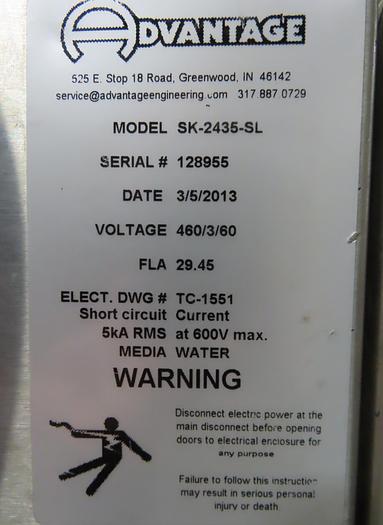 ADVANTAGE
525 E. Stop 18 Road, Greenwood, IN 46142
service@advantageengineering.com 317.887.0729
MODEL SK-2435-SL
SERIAL # 128955
DATE 3/5/2013
VOLTAGE 460/3/60
FLA 29.45
ELECT. DWG # TC-1551
Short circuit Current
5kA RMS at 600V max.
MEDIA WATER
WARNING
Disconnect electric power at the
main disconnect before opening
doors to electrical enclosure for
any purpose
Failure to follow this instruction
may result in serious personal
injury or death